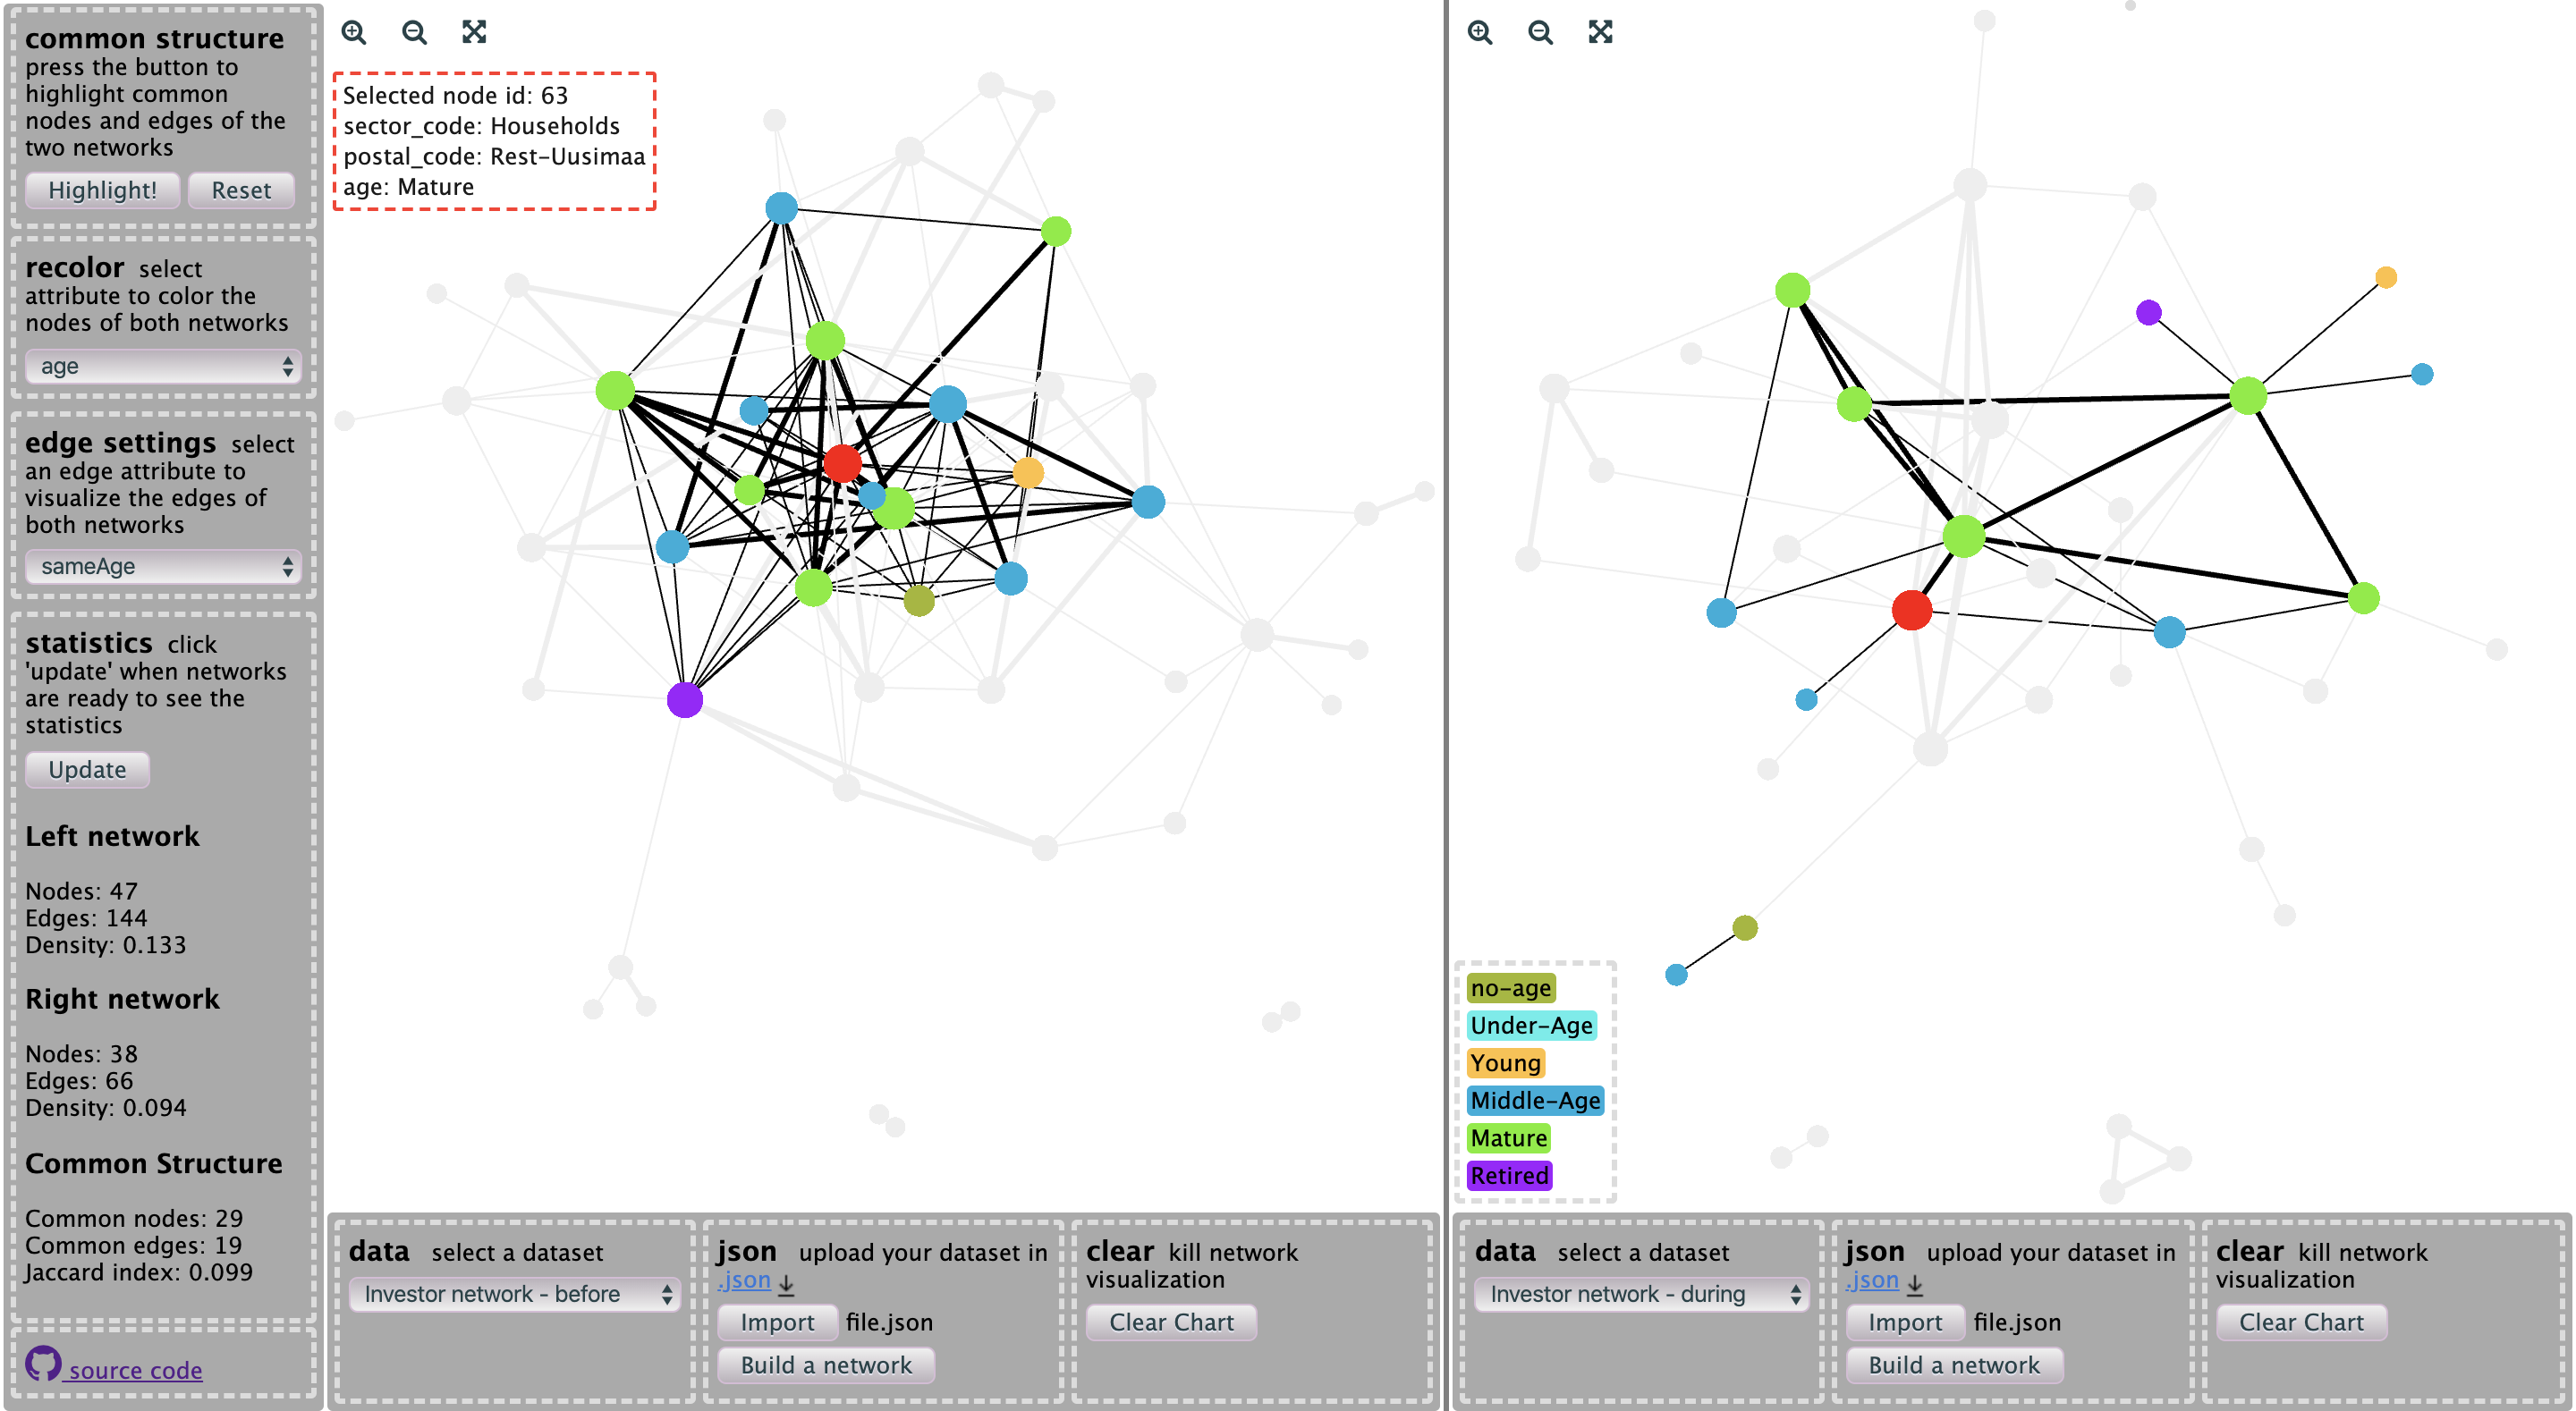 common structure
press the button to
highlight common
nodes and edges of the
two networks
Highlight! Reset
recolor select
attribute to color the
nodes of both networks
age
edge settings select
an edge attribute to
visualize the edges of
both networks
sameAge
statistics click
'update' when networks
are ready to see the
statistics
Update
Left network
Nodes: 47
Edges: 144
Density: 0.133
Right network
Nodes: 38
Edges: 66
Density: 0.094
Common Structure
Common nodes: 29
Common edges: 19
Jaccard index: 0.099
source code
Selected node id: 63
sector_code: Households
postal_code: Rest-Uusimaa
age: Mature
data select a dataset
Investor network - before
json upload your dataset in
.json
Import file.json
Build a network
clear kill network
visualization
Clear Chart
no-age
Under-Age
Young
Middle-Age
Mature
Retired
data select a dataset
Investor network - during
json upload your dataset in
.json
Import file.json
Build a network
clear kill network
visualization
Clear Chart